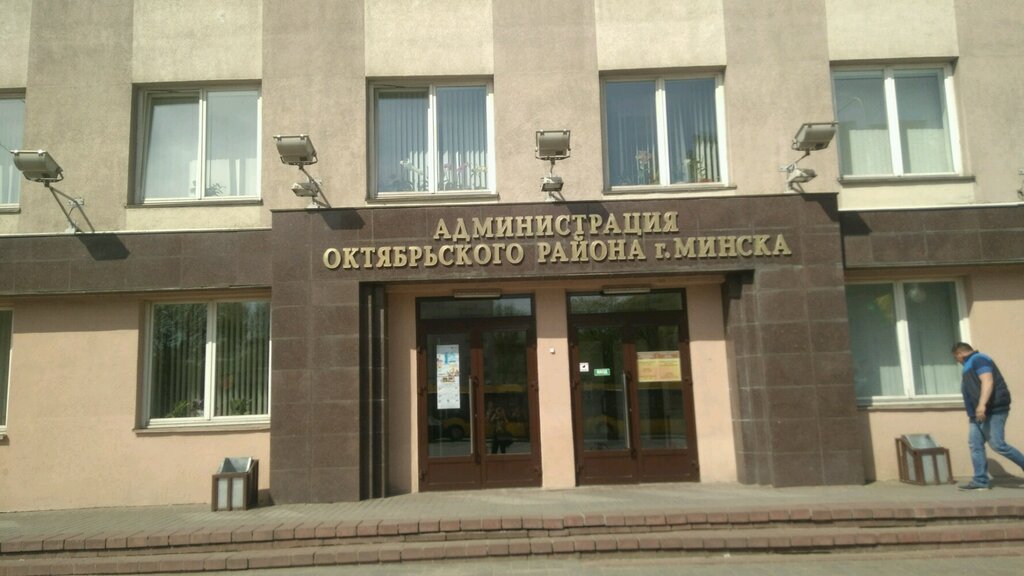 АДМИНИСТРАЦИЯ
ОКТЯБРЬСКОГО РАЙОНА г.МИНСКА